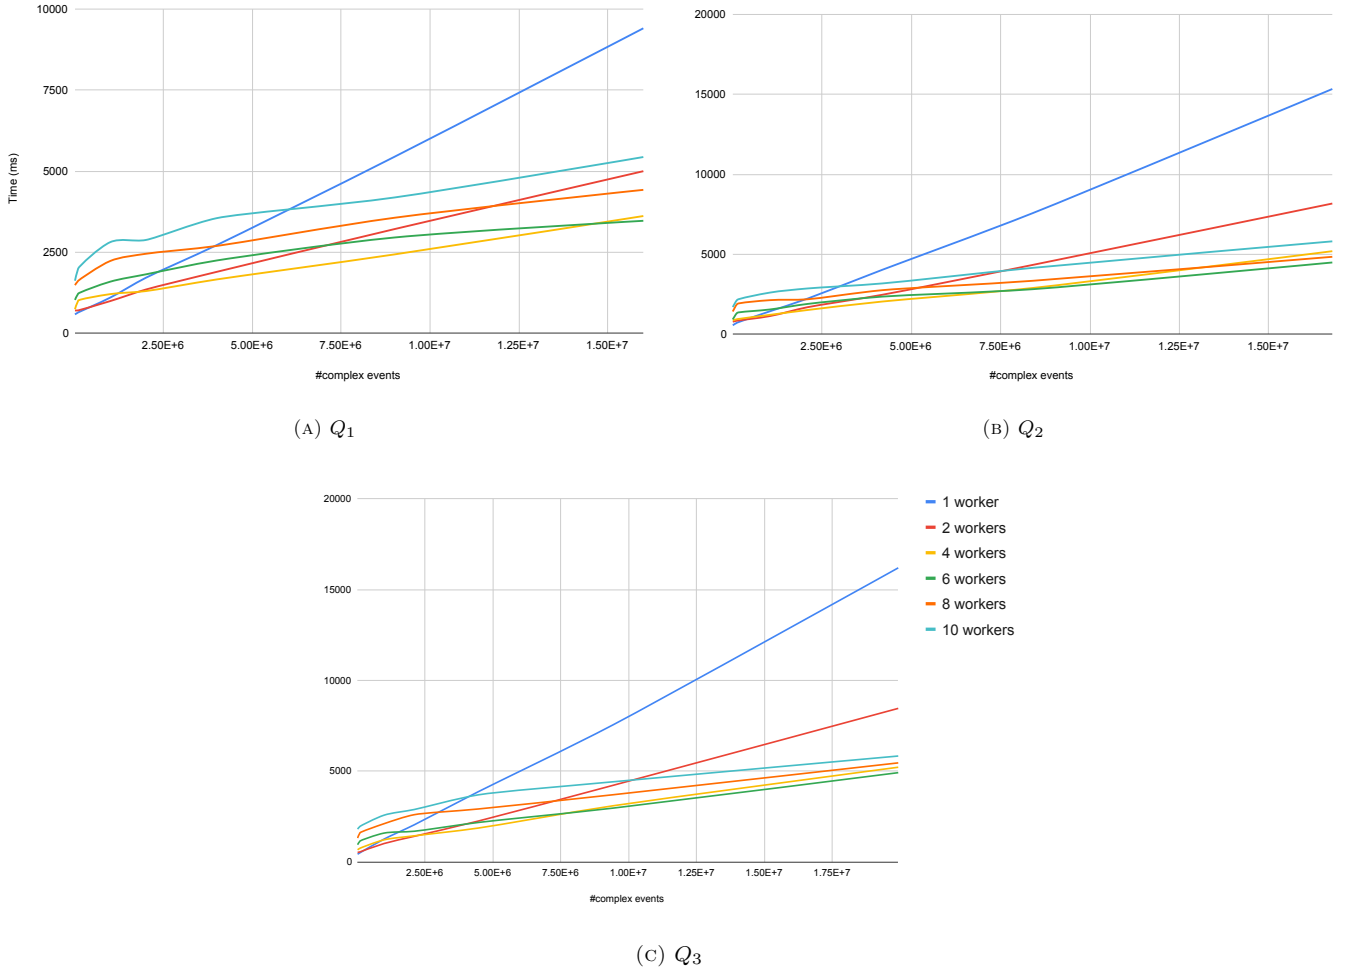 10000
7500
5000
2500
0
Time (ms)
2.50E+6 5.00E+6 7.50E+6 1.00E+7 1.25E+7 1.50E+7
#complex events
(A) Q1
20000
15000
10000
5000
0
2.50E+6 5.00E+6 7.50E+6 1.00E+7 1.25E+7 1.50E+7
#complex events
(B) Q2
20000
15000
10000
5000
0
2.50E+6 5.00E+6 7.50E+6 1.00E+7 1.25E+7 1.50E+7 1.75E+7
#complex events
1 worker
2 workers
4 workers
6 workers
8 workers
10 workers
(C) Q3